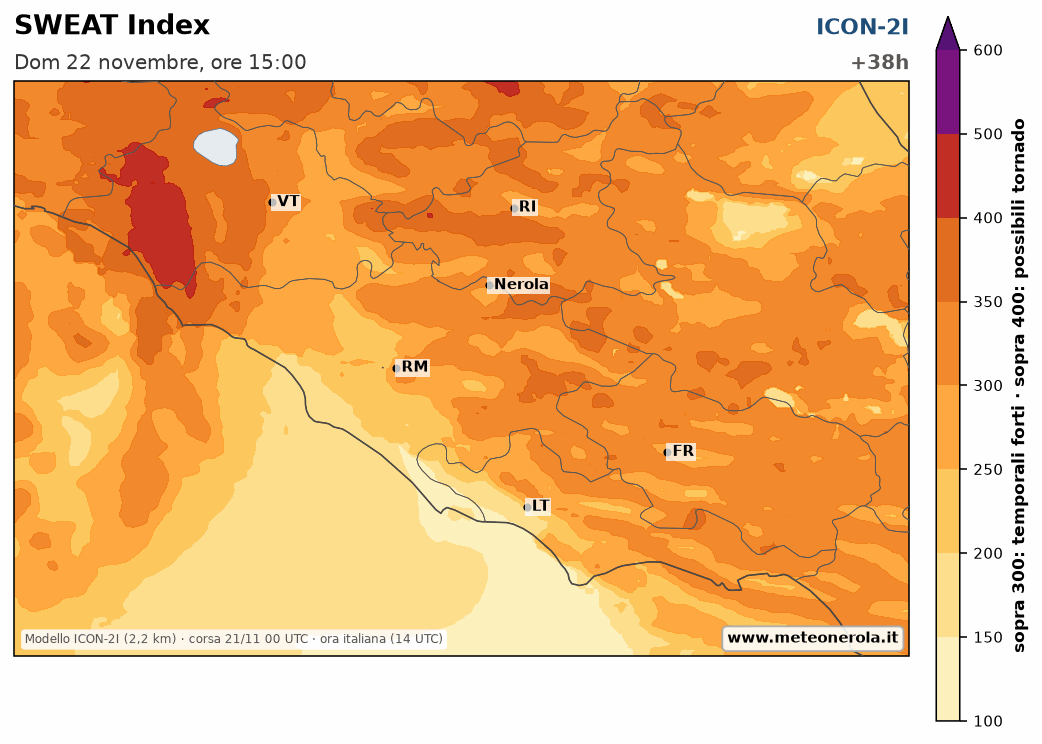 SWEAT Index
ICON-2I
Dom 22 novembre, ore 15:00
+38h
VT
RI
Nerola
RM
FR
LT
Modello ICON-2I (2,2 km) · corsa 21/11 00 UTC · ora italiana (14 UTC)
www.meteonerola.it
600
500
400
350
300
250
200
150
100
sopra 300: temporali forti · sopra 400: possibili tornado